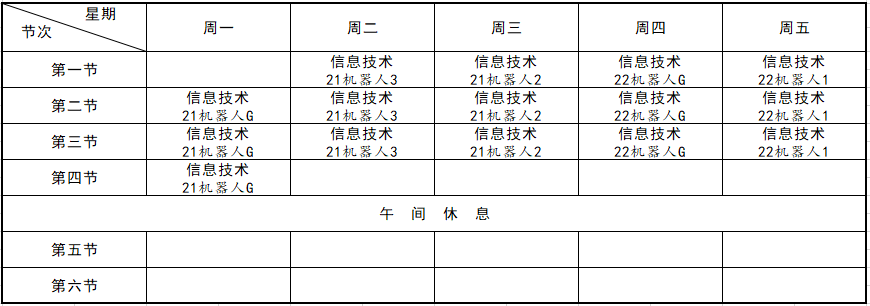 星期
节次
周一
周二
周三
周四
周五
第一节
信息技术
21机器人3
信息技术
21机器人2
信息技术
22机器人G
信息技术
22机器人1
第二节
信息技术
21机器人G
信息技术
21机器人3
信息技术
21机器人2
信息技术
22机器人G
信息技术
22机器人1
第三节
信息技术
21机器人G
信息技术
21机器人3
信息技术
21机器人2
信息技术
22机器人G
信息技术
22机器人1
第四节
信息技术
21机器人G
午 间 休 息
第五节
第六节